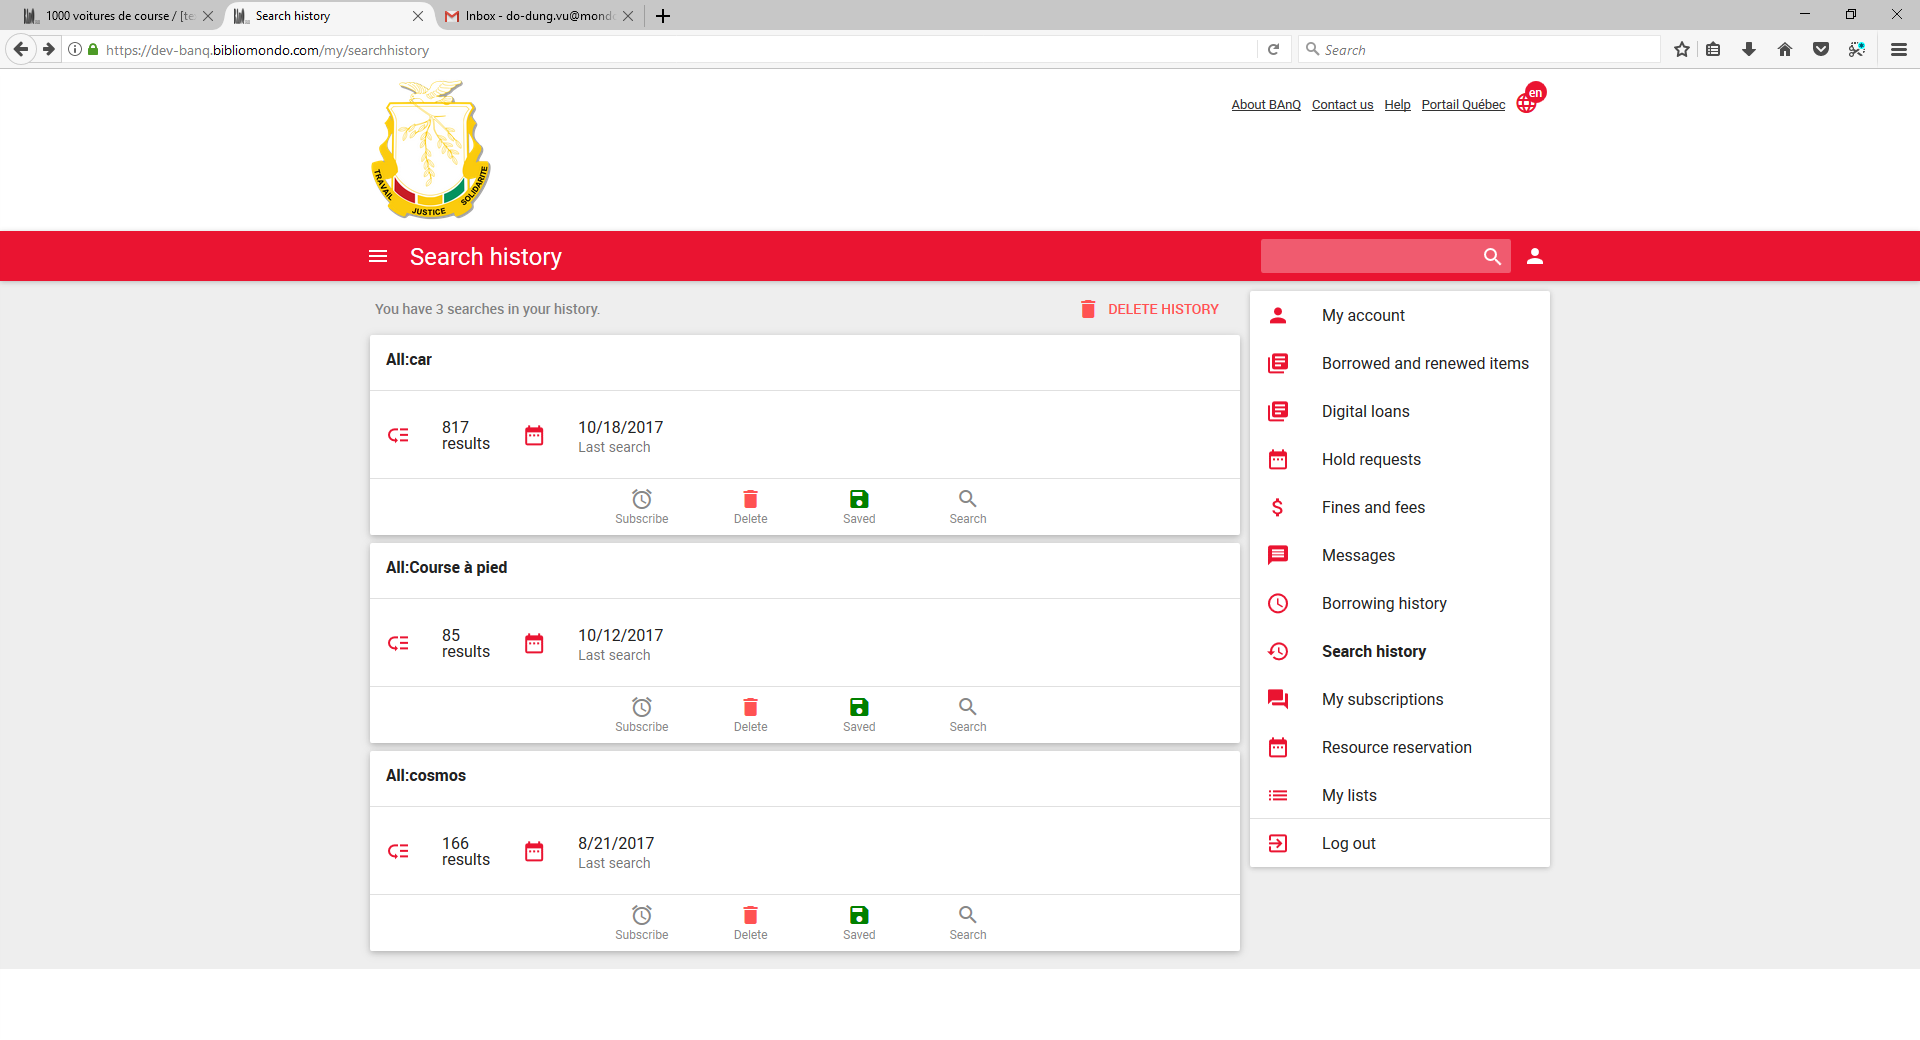 1000 voitures de course / [te
Search history
Inbox - do-dung.vu@mond
https://dev-banq.bibliomondo.com/my/searchhistory
Search
TRAVAIL JUSTICE SOLIDARITE
About BAnQ Contact us Help Portail Québec en
Search history
You have 3 searches in your history.
DELETE HISTORY
All:car
817 results
10/18/2017
Last search
Subscribe Delete Saved Search
All:Course à pied
85 results
10/12/2017
Last search
Subscribe Delete Saved Search
All:cosmos
166 results
8/21/2017
Last search
Subscribe Delete Saved Search
My account
Borrowed and renewed items
Digital loans
Hold requests
Fines and fees
Messages
Borrowing history
Search history
My subscriptions
Resource reservation
My lists
Log out